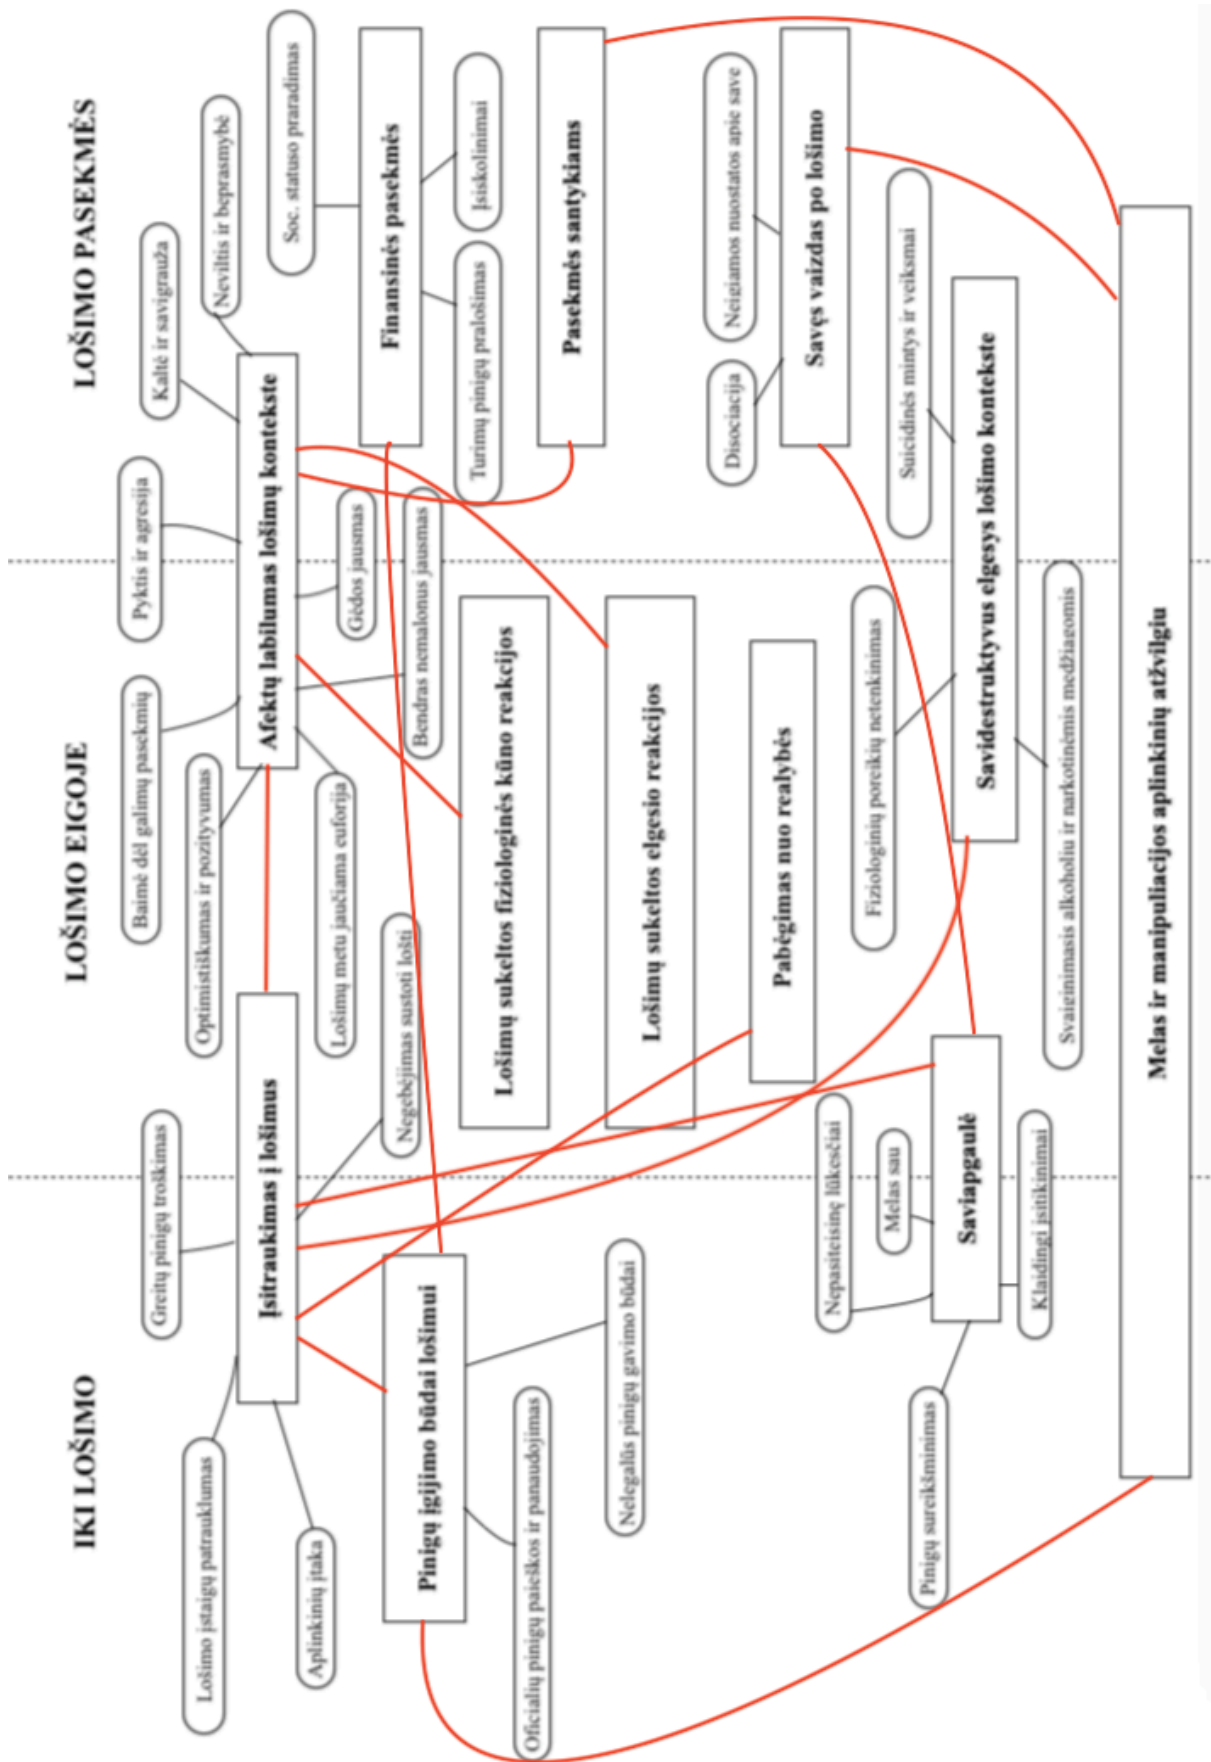 IKI LOŠIMO
LOŠIMO EIGOJE
LOŠIMO PASEKMĖS
Lošimo įstaigų patrauklumas
Greitų pinigų troškimas
Aplinkinių įtaka
Įsitraukimas į lošimus
Negebėjimas sustoti lošti
Optimistiškumas ir pozityvumas
Baimė dėl galimų pasekmių
Pyktis ir agresija
Kaltė ir savigrauža
Neviltis ir beprasmybė
Afektų labilumas lošimų kontekste
Lošimų metu jaučiama euforija
Bendras nemalonus jausmas
Gėdos jausmas
Soc. statuso praradimas
Finansinės pasekmės
Turimų pinigų pralošimas
Įsiskolinimai
Pinigų įgijimo būdai lošimui
Oficialių pinigų paieškos ir panaudojimas
Nelegalūs pinigų gavimo būdai
Lošimų sukeltos fiziologinės kūno reakcijos
Lošimų sukeltos elgesio reakcijos
Pabėgimas nuo realybės
Pasekmės santykiams
Disociacija
Neigiamos nuostatos apie save
Savęs vaizdas po lošimo
Nepasiteisinę lūkesčiai
Melas sau
Pinigų sureikšminimas
Saviapgaulė
Klaidingi įsitikinimai
Fiziologinių poreikių netenkinimas
Suicidinės mintys ir veiksmai
Savidestruktyvus elgesys lošimo kontekste
Svaiginimasis alkoholiu ir narkotinėmis medžiagomis
Melas ir manipuliacijos aplinkinių atžvilgiu